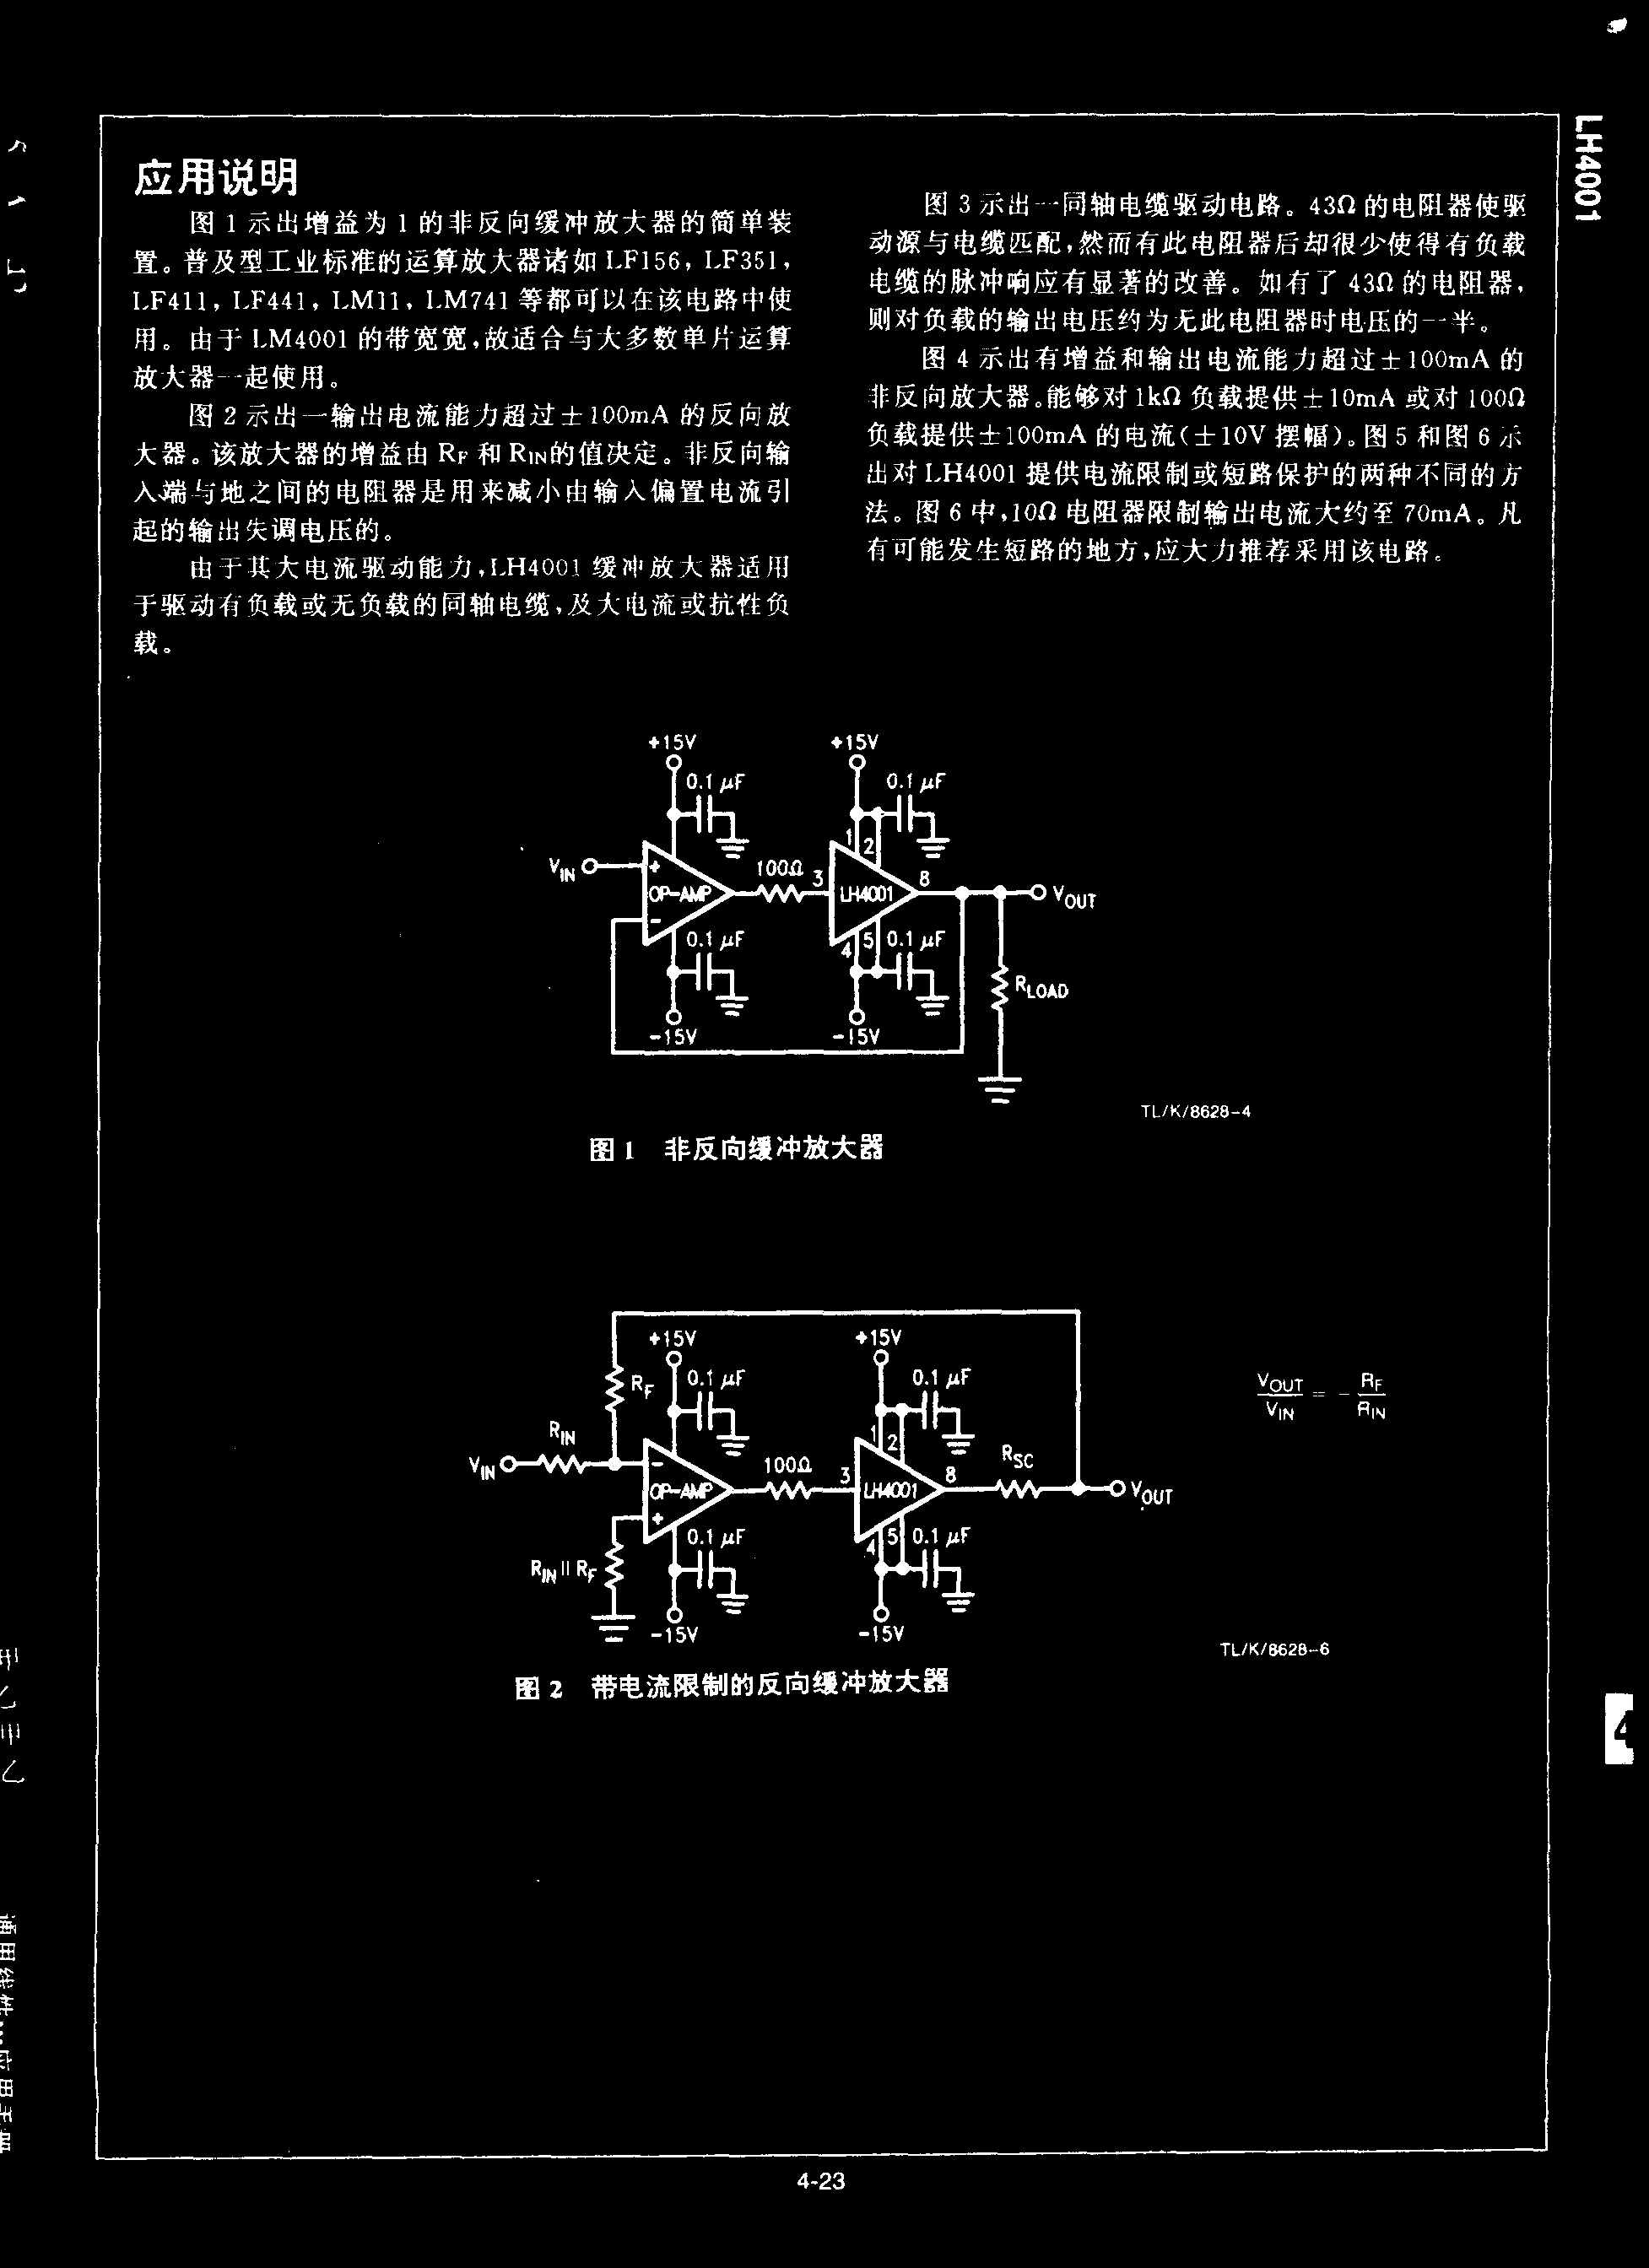 LH4001
应用说明
图 1 示出增益为 1 的非反向缓冲放大器的简单装
置。普及型工业标准的运算放大器诸如 LF156, LF351,
LF411, LF441, LM11, LM741 等都可以在该电路中使
用。由于 LM4001 的带宽宽,故适合与大多数单片运算
放大器一起使用。
图 2 示出一输出电流能力超过±100mA 的反向放
大器。该放大器的增益由 RF 和 RIN的值决定。非反向输
入端与地之间的电阻器是用来减小由输入偏置电流引
起的输出失调电压的。
由于其大电流驱动能力,LH4001 缓冲放大器适用
于驱动有负载或无负载的同轴电缆,及大电流或抗性负
载。
图 3 示出一同轴电缆驱动电路。43Ω 的电阻器使驱
动源与电缆匹配,然而有此电阻器后却很少使得有负载
电缆的脉冲响应有显著的改善。如有了 43Ω 的电阻器,
则对负载的输出电压约为无此电阻器时电压的一半。
图 4 示出有增益和输出电流能力超过±100mA 的
非反向放大器。能够对 1kΩ 负载提供±10mA 或对 100Ω
负载提供±100mA 的电流(±10V 摆幅)。图 5 和图 6 示
出对 LH4001 提供电流限制或短路保护的两种不同的方
法。图 6 中,10Ω 电阻器限制输出电流大约至 70mA。凡
有可能发生短路的地方,应大力推荐采用该电路。
+15V +15V
0.1 μF 0.1 μF
1 2
VIN + OP-AMP - 100Ω 3 LH4001 8 VOUT
0.1 μF 4 5 0.1 μF
RLOAD
-15V -15V
TL/K/8628-4
图 1 非反向缓冲放大器
+15V +15V
RF 0.1 μF 0.1 μF
VOUT/VIN = - RF/RIN
RIN 1 2
VIN - OP-AMP + 100Ω 3 LH4001 8 RSC VOUT
0.1 μF 4 5 0.1 μF
RIN || RF
-15V -15V
TL/K/8628-6
图 2 带电流限制的反向缓冲放大器
4
4-23